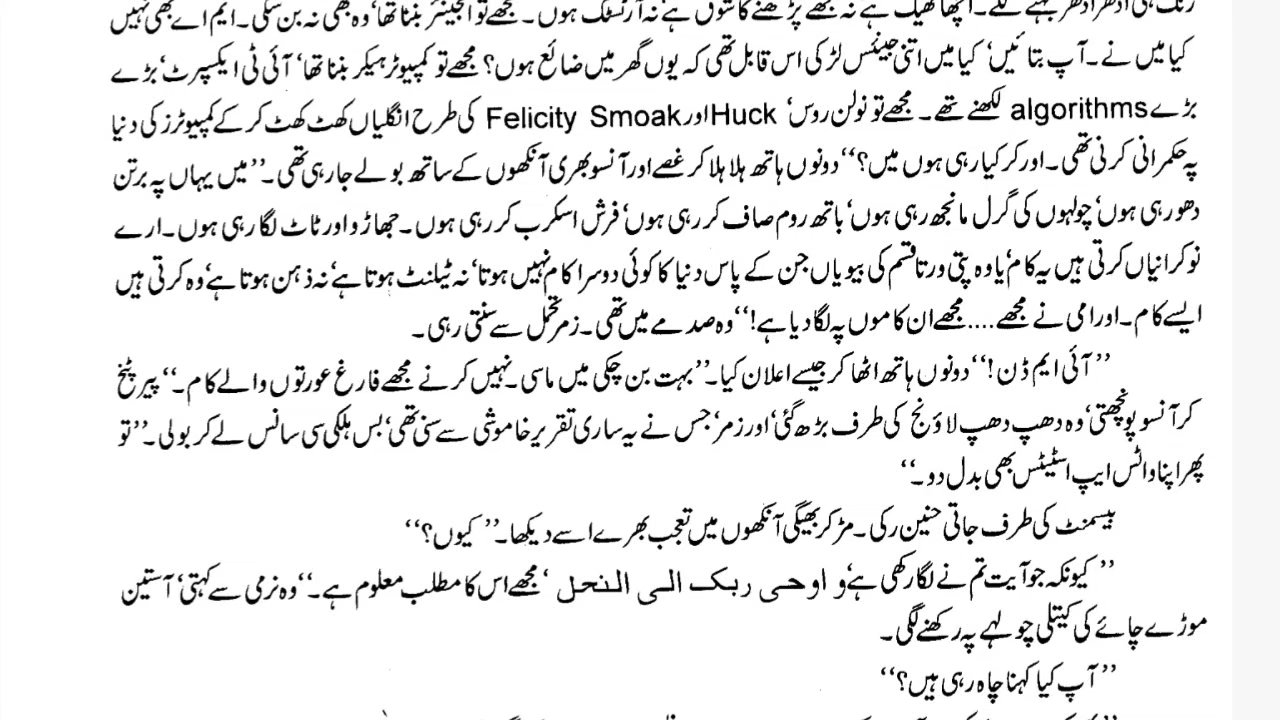 رنگ ہی ادھر ادھر بہنے لگے۔ اچھا ٹھیک ہے نہ مجھے پڑھنے کا شوق ہے نہ آرٹسٹک ہوں۔ مجھے تو انجینئر بننا تھا‘ وہ بھی نہ بن سکی۔ ایم اے بھی نہیں
کیا میں نے۔ آپ بتائیں‘ کیا میں اتنی جینئس لڑکی اس قابل تھی کہ یوں گھر میں ضائع ہوں؟ مجھے تو کمپیوٹر ہیکر بننا تھا‘ آئی ٹی ایکسپرٹ‘ بڑے
بڑے algorithms لکھنے تھے۔ مجھے تو نولن روس‘ Huck اور Felicity Smoak کی طرح انگلیاں کھٹ کھٹ کر کے کمپیوٹرز کی دنیا
پہ حکمرانی کرنی تھی۔ اور کر کیا رہی ہوں میں؟‘‘ دونوں ہاتھ ہلا ہلا کر غصے اور آنسو بھری آنکھوں کے ساتھ بولے جا رہی تھی۔ ’’میں یہاں پہ برتن
دھو رہی ہوں‘ چولہوں کی گرل مانجھ رہی ہوں‘ باتھ روم صاف کر رہی ہوں‘ فرش اسکرب کر رہی ہوں۔ جھاڑو اور ٹاٹ لگا رہی ہوں۔ ارے
نوکرانیاں کرتی ہیں یہ کام‘ یا وہ پتی ورتا قسم کی بیویاں جن کے پاس دنیا کا کوئی دوسرا کام نہیں ہوتا‘ نہ ٹیلنٹ ہوتا ہے‘ نہ ذہن ہوتا ہے‘ وہ کرتی ہیں
ایسے کام۔ اور امی نے مجھے.... مجھے ان کاموں پہ لگا دیا ہے!‘‘ وہ صدمے میں تھی۔ زمر تحمل سے سنتی رہی۔
’’آئی ایم ڈن!‘‘ دونوں ہاتھ اٹھا کر جیسے اعلان کیا۔ ’’بہت بن چکی میں ماسی۔ نہیں کرنے مجھے فارغ عورتوں والے کام۔‘‘ پیر پٹخ
کر آنسو پونچھتی‘ وہ دھپ دھپ لاؤنج کی طرف بڑھ گئی‘ اور زمر‘ جس نے یہ ساری تقریر خاموشی سے سنی تھی‘ بس ہلکی سی سانس لے کر بولی۔ ’’تو
پھر اپنا واٹس ایپ اسٹیٹس بھی بدل دو۔‘‘
بیسمنٹ کی طرف جاتی حنین رکی۔ مڑ کر بھیگی آنکھوں میں تعجب بھرے اسے دیکھا۔ ’’کیوں؟‘‘
’’کیونکہ جو آیت تم نے لگا رکھی ہے‘ و اوحی ربک الی النحل‘ مجھے اس کا مطلب معلوم ہے۔‘‘ وہ نرمی سے کہتی‘ آستین
موڑے چائے کی کیتلی چولہے پہ رکھنے لگی۔
’’آپ کیا کہنا چاہ رہی ہیں؟‘‘